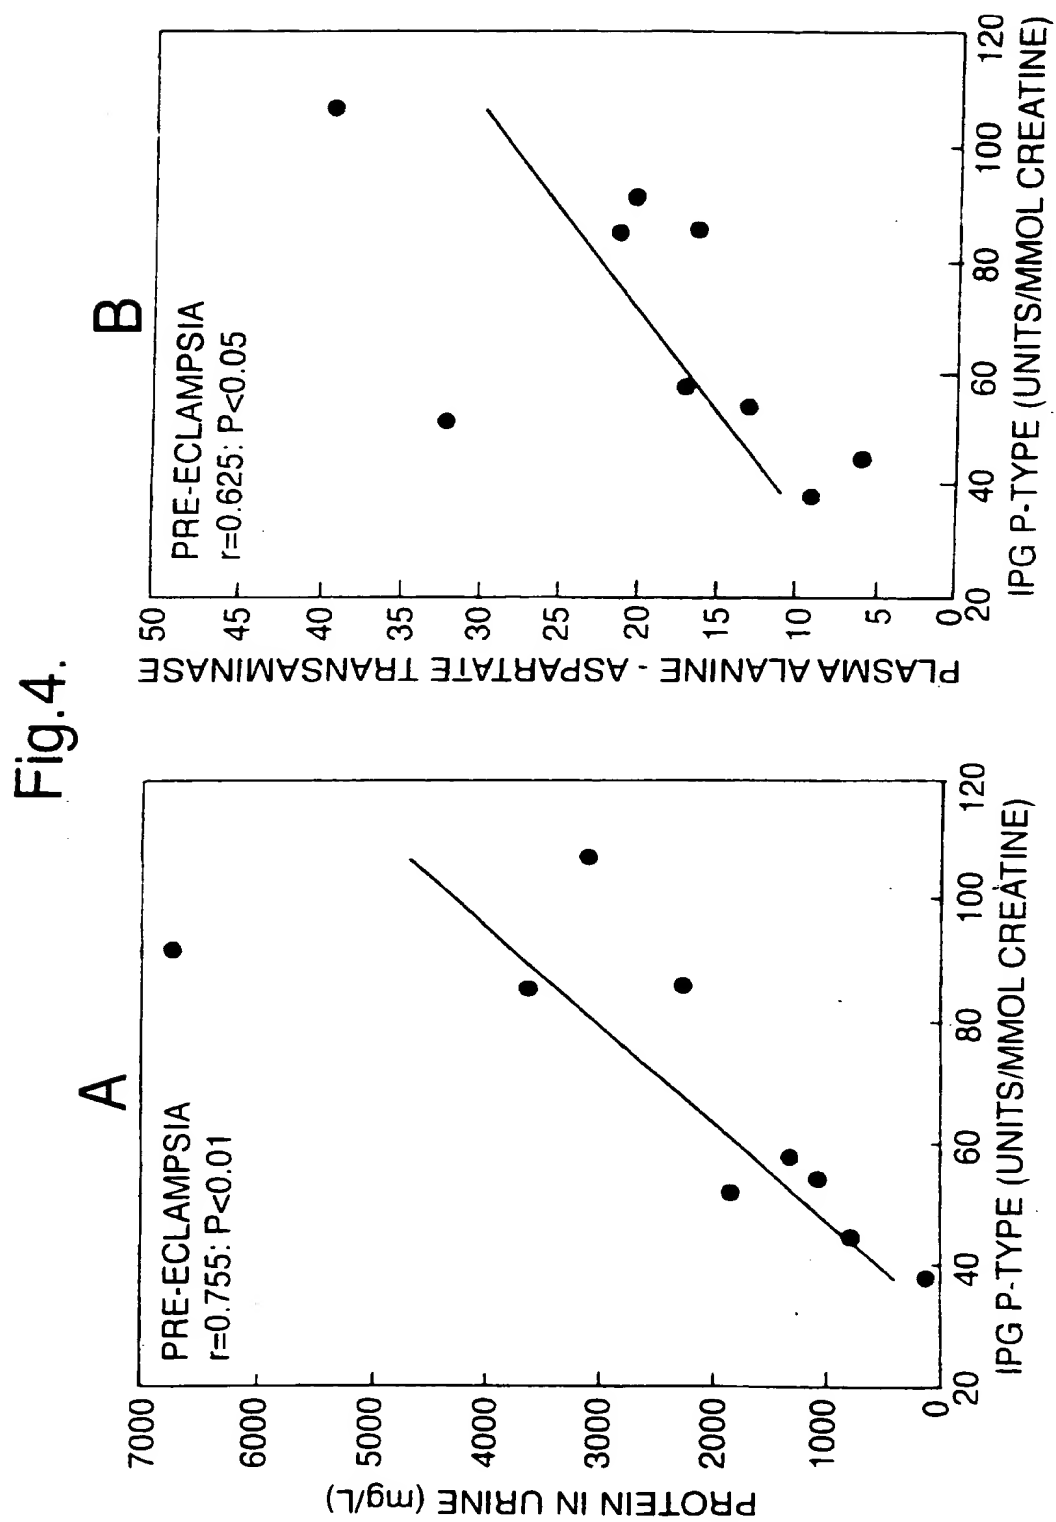 Fig.4.
A
PRE-ECLAMPSIA
r=0.755: P<0.01
7000
6000
5000
4000
3000
2000
1000
0
PROTEIN IN URINE (mg/L)
20
40
60
80
100
120
IPG P-TYPE (UNITS/MMOL CREATINE)
B
PRE-ECLAMPSIA
r=0.625: P<0.05
50
45
40
35
30
25
20
15
10
5
0
PLASMA ALANINE - ASPARTATE TRANSAMINASE
20
40
60
80
100
120
IPG P-TYPE (UNITS/MMOL CREATINE)